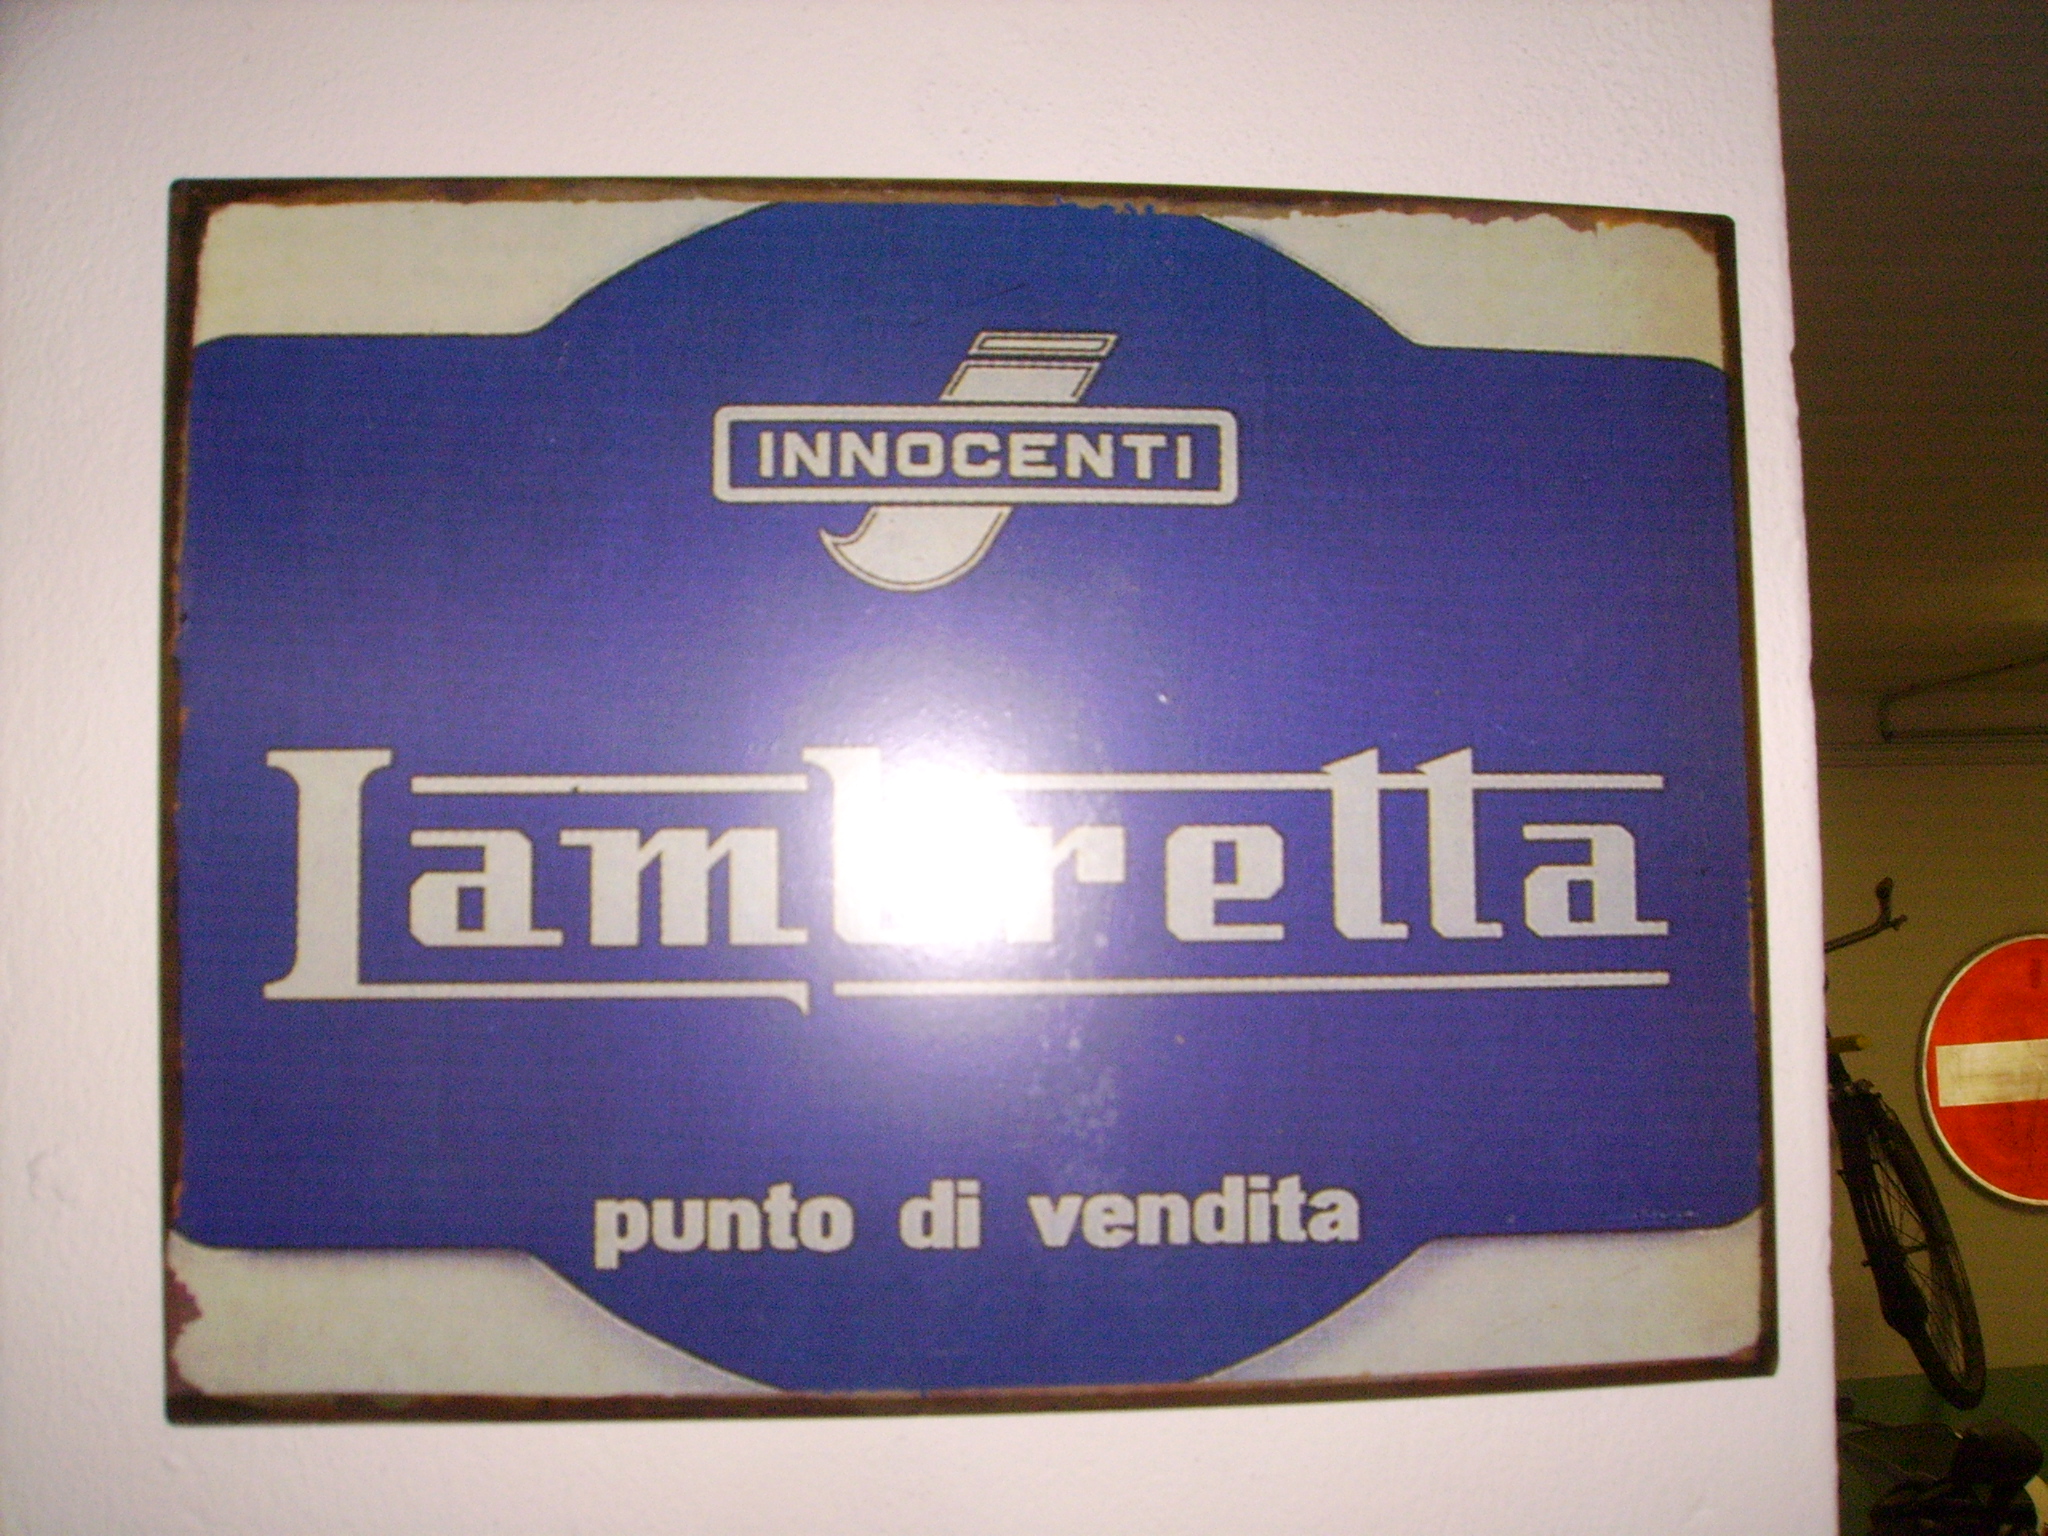 INNOCENTI
Lambretta
punto di vendita